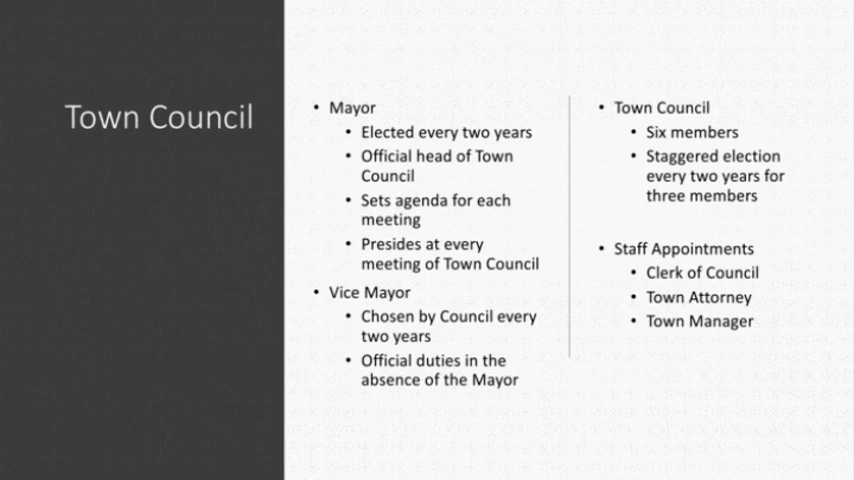 Town Council
• Mayor
• Elected every two years
• Official head of Town
Council
• Sets agenda for each
meeting
• Presides at every
meeting of Town Council
• Vice Mayor
• Chosen by Council every
two years
• Official duties in the
absence of the Mayor
• Town Council
• Six members
• Staggered election
every two years for
three members
• Staff Appointments
• Clerk of Council
• Town Attorney
• Town Manager